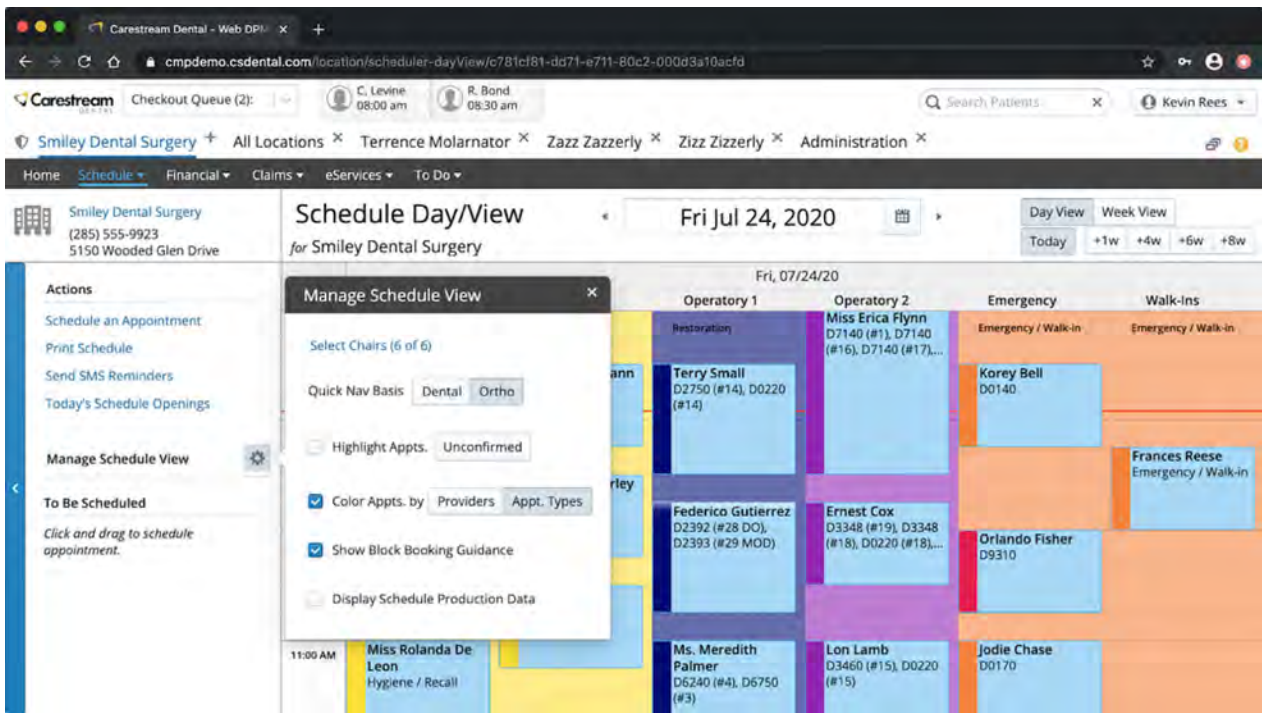 Carestream Dental - Web DPM
cmpdemo.csdental.com/location/scheduler-dayView/c781cf81-dd71-e711-80c2-000d3a10acfd
Carestream
DENTAL
Checkout Queue (2):
C. Levine
08:00 am
R. Bond
08:30 am
Search Patients
Kevin Rees
Smiley Dental Surgery
All Locations
Terrence Molarnator
Zazz Zazzerly
Zizz Zizzerly
Administration
Home Schedule Financial Claims eServices To Do
Smiley Dental Surgery
(285) 555-9923
5150 Wooded Glen Drive
Schedule Day/View
for Smiley Dental Surgery
Fri Jul 24, 2020
Day View Week View
Today +1w +4w +6w +8w
Actions
Schedule an Appointment
Print Schedule
Send SMS Reminders
Today's Schedule Openings
Manage Schedule View
To Be Scheduled
Click and drag to schedule
appointment.
Manage Schedule View
Select Chairs (6 of 6)
Quick Nav Basis Dental Ortho
Highlight Appts. Unconfirmed
Color Appts. by Providers Appt. Types
Show Block Booking Guidance
Display Schedule Production Data
Fri, 07/24/20
Operatory 1
Operatory 2
Emergency
Walk-Ins
ann
rley
11:00 AM
Miss Rolanda De
Leon
Hygiene / Recall
Restoration
Terry Small
D2750 (#14), D0220
(#14)
Federico Gutierrez
D2392 (#28 DO),
D2393 (#29 MOD)
Ms. Meredith
Palmer
D6240 (#4), D6750
(#3)
Miss Erica Flynn
D7140 (#1), D7140
(#16), D7140 (#17),...
Ernest Cox
D3348 (#19), D3348
(#18), D0220 (#18),...
Lon Lamb
D3460 (#15), D0220
(#15)
Emergency / Walk-in
Korey Bell
D0140
Orlando Fisher
D9310
Jodie Chase
D0170
Emergency / Walk-in
Frances Reese
Emergency / Walk-in